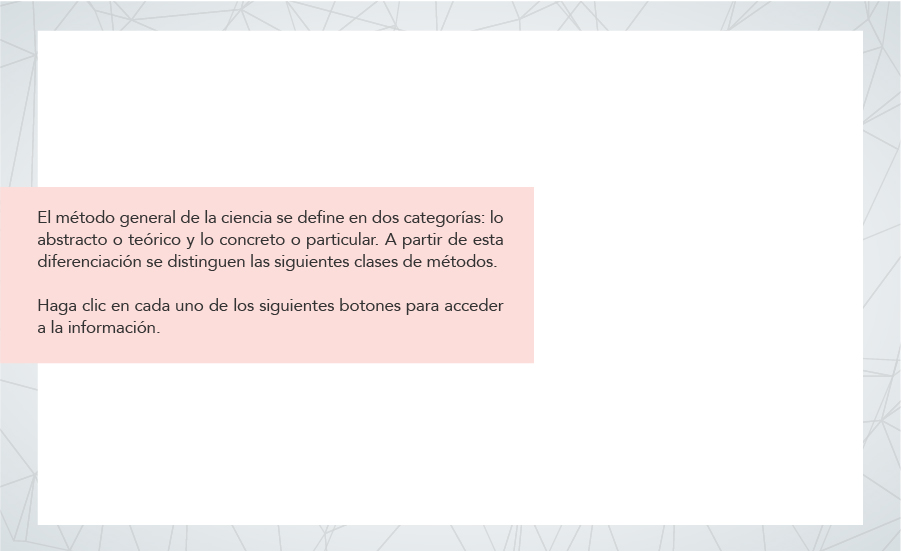 El método general de la ciencia se define en dos categorías: lo
abstracto o teórico y lo concreto o particular. A partir de esta
diferenciación se distinguen las siguientes clases de métodos.
Haga clic en cada uno de los siguientes botones para acceder
a la información.